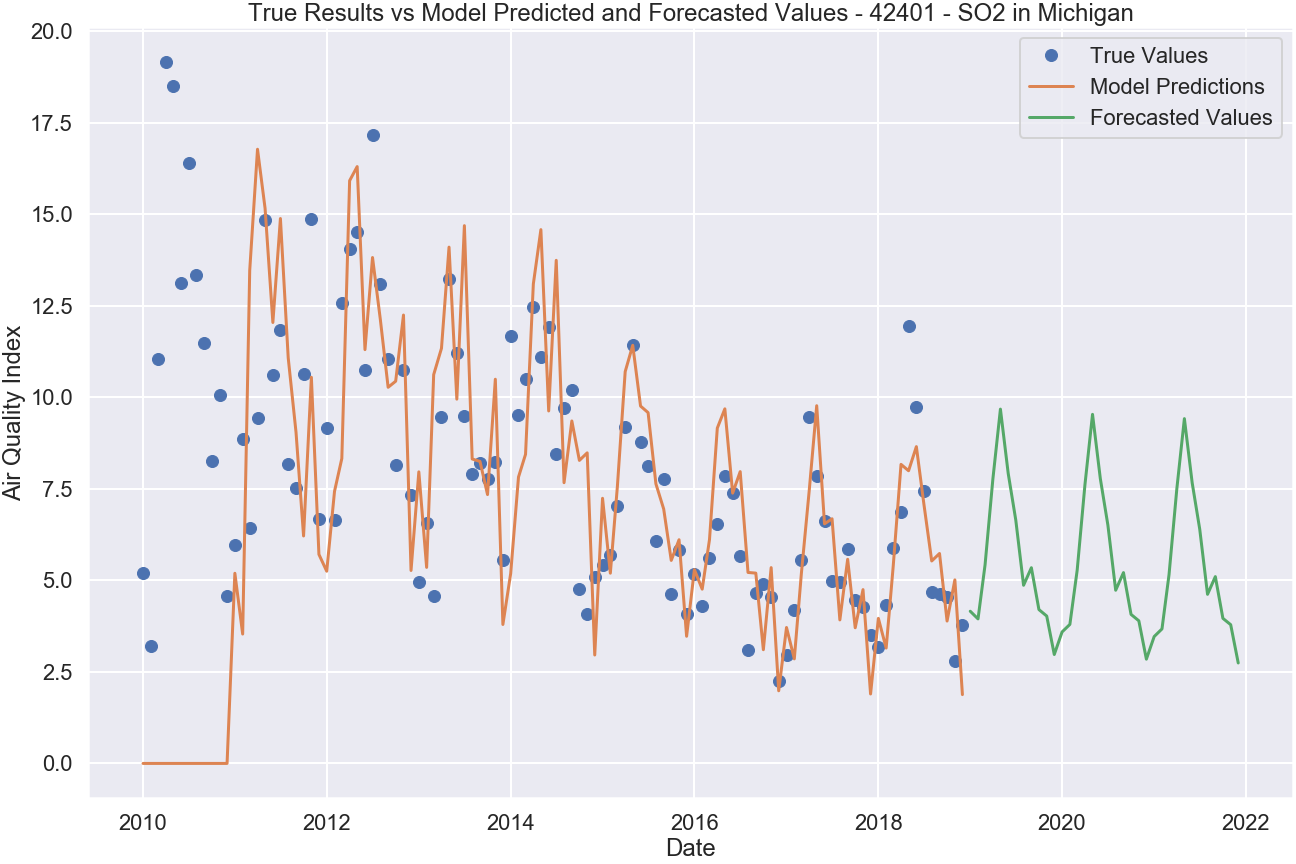 True Results vs Model Predicted and Forecasted Values - 42401 - SO2 in Michigan
20.0
17.5
15.0
12.5
10.0
7.5
5.0
2.5
0.0
Air Quality Index
True Values
Model Predictions
Forecasted Values
2010 2012 2014 2016 2018 2020 2022
Date